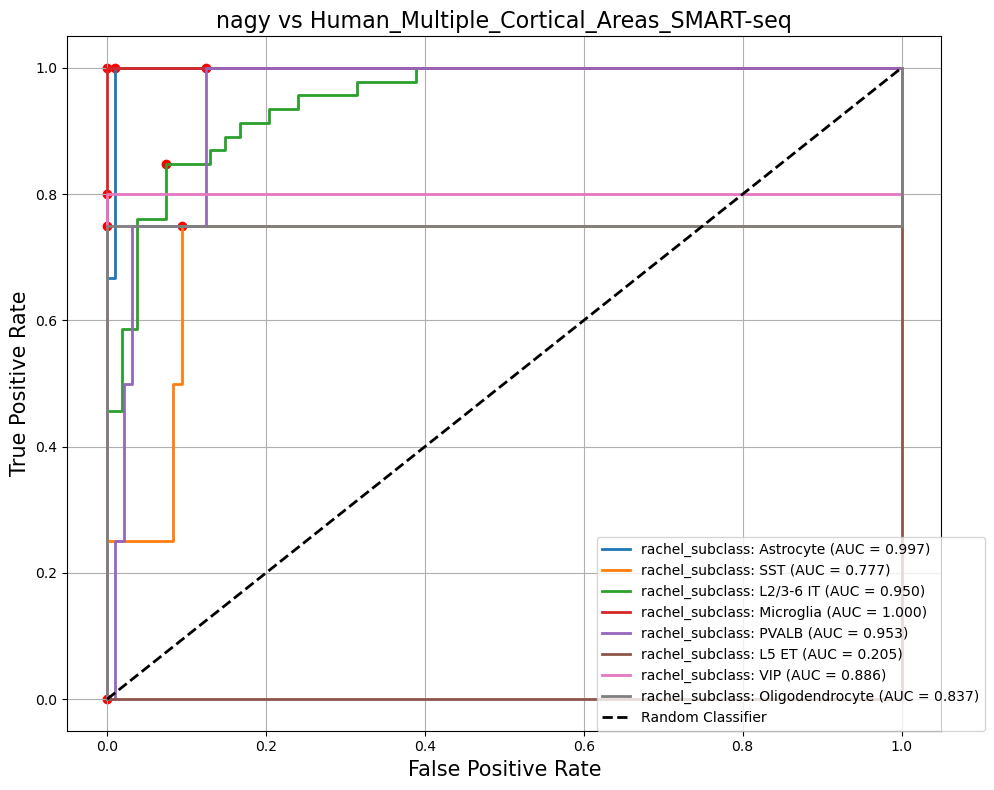 nagy vs Human_Multiple_Cortical_Areas_SMART-seq
True Positive Rate
1.0
0.8
0.6
0.4
0.2
0.0
rachel_subclass: Astrocyte (AUC = 0.997)
rachel_subclass: SST (AUC = 0.777)
rachel_subclass: L2/3-6 IT (AUC = 0.950)
rachel_subclass: Microglia (AUC = 1.000)
rachel_subclass: PVALB (AUC = 0.953)
rachel_subclass: L5 ET (AUC = 0.205)
rachel_subclass: VIP (AUC = 0.886)
rachel_subclass: Oligodendrocyte (AUC = 0.837)
Random Classifier
0.0 0.2 0.4 0.6 0.8 1.0
False Positive Rate